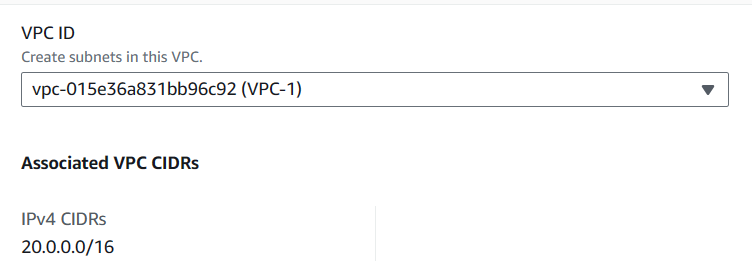 VPC ID
Create subnets in this VPC.
vpc-015e36a831bb96c92 (VPC-1)
Associated VPC CIDRs
IPv4 CIDRs
20.0.0.0/16